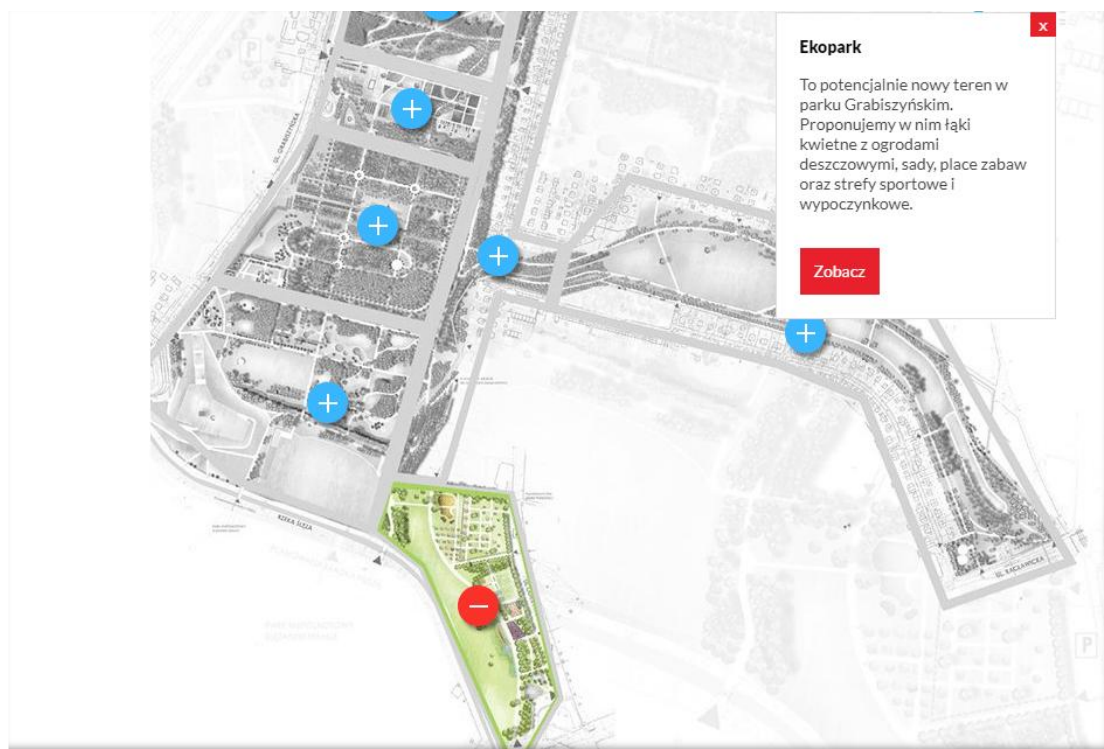 x
Ekopark
To potencjalnie nowy teren w
parku Grabiszyńskim.
Proponujemy w nim łąki
kwietne z ogrodami
deszczowymi, sady, place zabaw
oraz strefy sportowe i
wypoczynkowe.
Zobacz
P
UL. GRABISZYŃSKA
RZEKA ŚLĘZA
UL. RACŁAWICKA
P